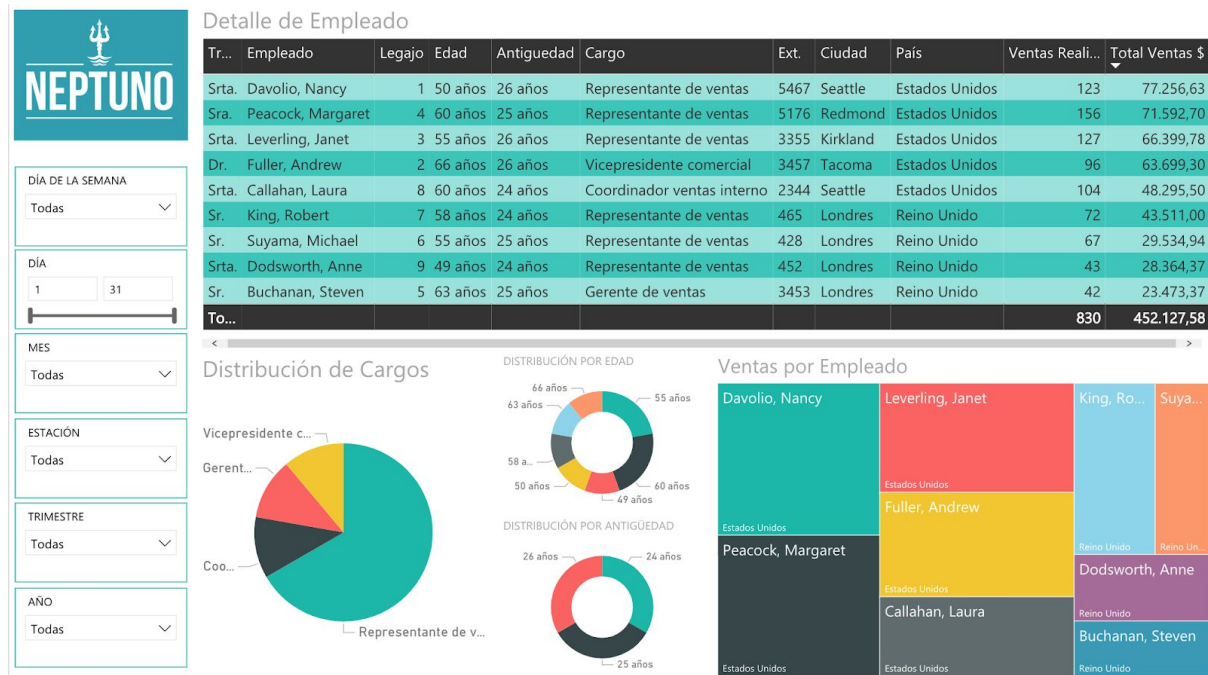 NEPTUNO
DÍA DE LA SEMANA
Todas
DÍA
1 31
MES
Todas
ESTACIÓN
Todas
TRIMESTRE
Todas
AÑO
Todas
Detalle de Empleado
Tr... Empleado Legajo Edad Antiguedad Cargo Ext. Ciudad País Ventas Reali... Total Ventas $
Srta. Davolio, Nancy 1 50 años 26 años Representante de ventas 5467 Seattle Estados Unidos 123 77.256,63
Sra. Peacock, Margaret 4 60 años 25 años Representante de ventas 5176 Redmond Estados Unidos 156 71.592,70
Srta. Leverling, Janet 3 55 años 26 años Representante de ventas 3355 Kirkland Estados Unidos 127 66.399,78
Dr. Fuller, Andrew 2 66 años 26 años Vicepresidente comercial 3457 Tacoma Estados Unidos 96 63.699,30
Srta. Callahan, Laura 8 60 años 24 años Coordinador ventas interno 2344 Seattle Estados Unidos 104 48.295,50
Sr. King, Robert 7 58 años 24 años Representante de ventas 465 Londres Reino Unido 72 43.511,00
Sr. Suyama, Michael 6 55 años 25 años Representante de ventas 428 Londres Reino Unido 67 29.534,94
Srta. Dodsworth, Anne 9 49 años 24 años Representante de ventas 452 Londres Reino Unido 43 28.364,37
Sr. Buchanan, Steven 5 63 años 25 años Gerente de ventas 3453 Londres Reino Unido 42 23.473,37
To... 830 452.127,58
Distribución de Cargos
Vicepresidente c...
Gerent...
Coo...
Representante de v...
DISTRIBUCIÓN POR EDAD
66 años
55 años
63 años
58 a...
60 años
50 años
49 años
DISTRIBUCIÓN POR ANTIGÜEDAD
26 años
24 años
25 años
Ventas por Empleado
Davolio, Nancy
Estados Unidos
Peacock, Margaret
Estados Unidos
Leverling, Janet
Estados Unidos
Fuller, Andrew
Estados Unidos
Callahan, Laura
Estados Unidos
King, Ro...
Reino Unido
Suya...
Reino Un...
Dodsworth, Anne
Reino Unido
Buchanan, Steven
Reino Unido